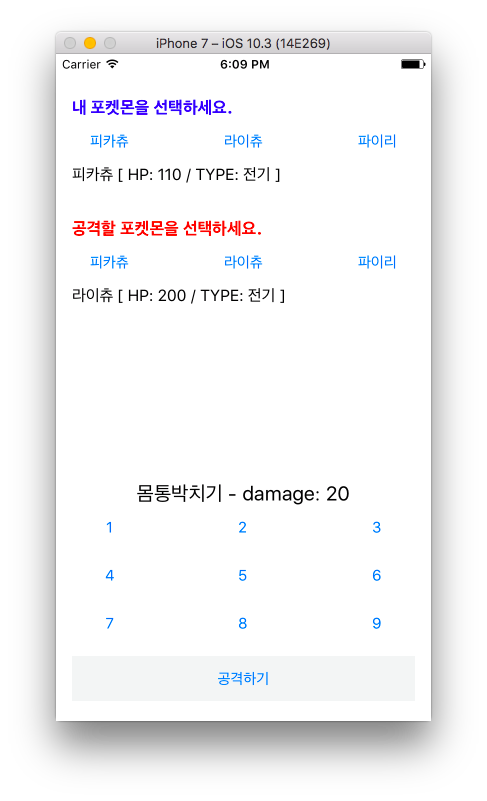 iPhone 7 – iOS 10.3 (14E269)
Carrier 6:09 PM
내 포켓몬을 선택하세요.
피카츄 라이츄 파이리
피카츄 [ HP: 110 / TYPE: 전기 ]
공격할 포켓몬을 선택하세요.
피카츄 라이츄 파이리
라이츄 [ HP: 200 / TYPE: 전기 ]
몸통박치기 - damage: 20
1 2 3
4 5 6
7 8 9
공격하기